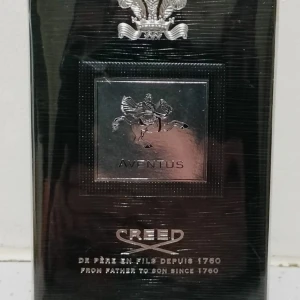 AVENTUS
CREED
DE PÈRE EN FILS DEPUIS 1760
FROM FATHER TO SON SINCE 1760